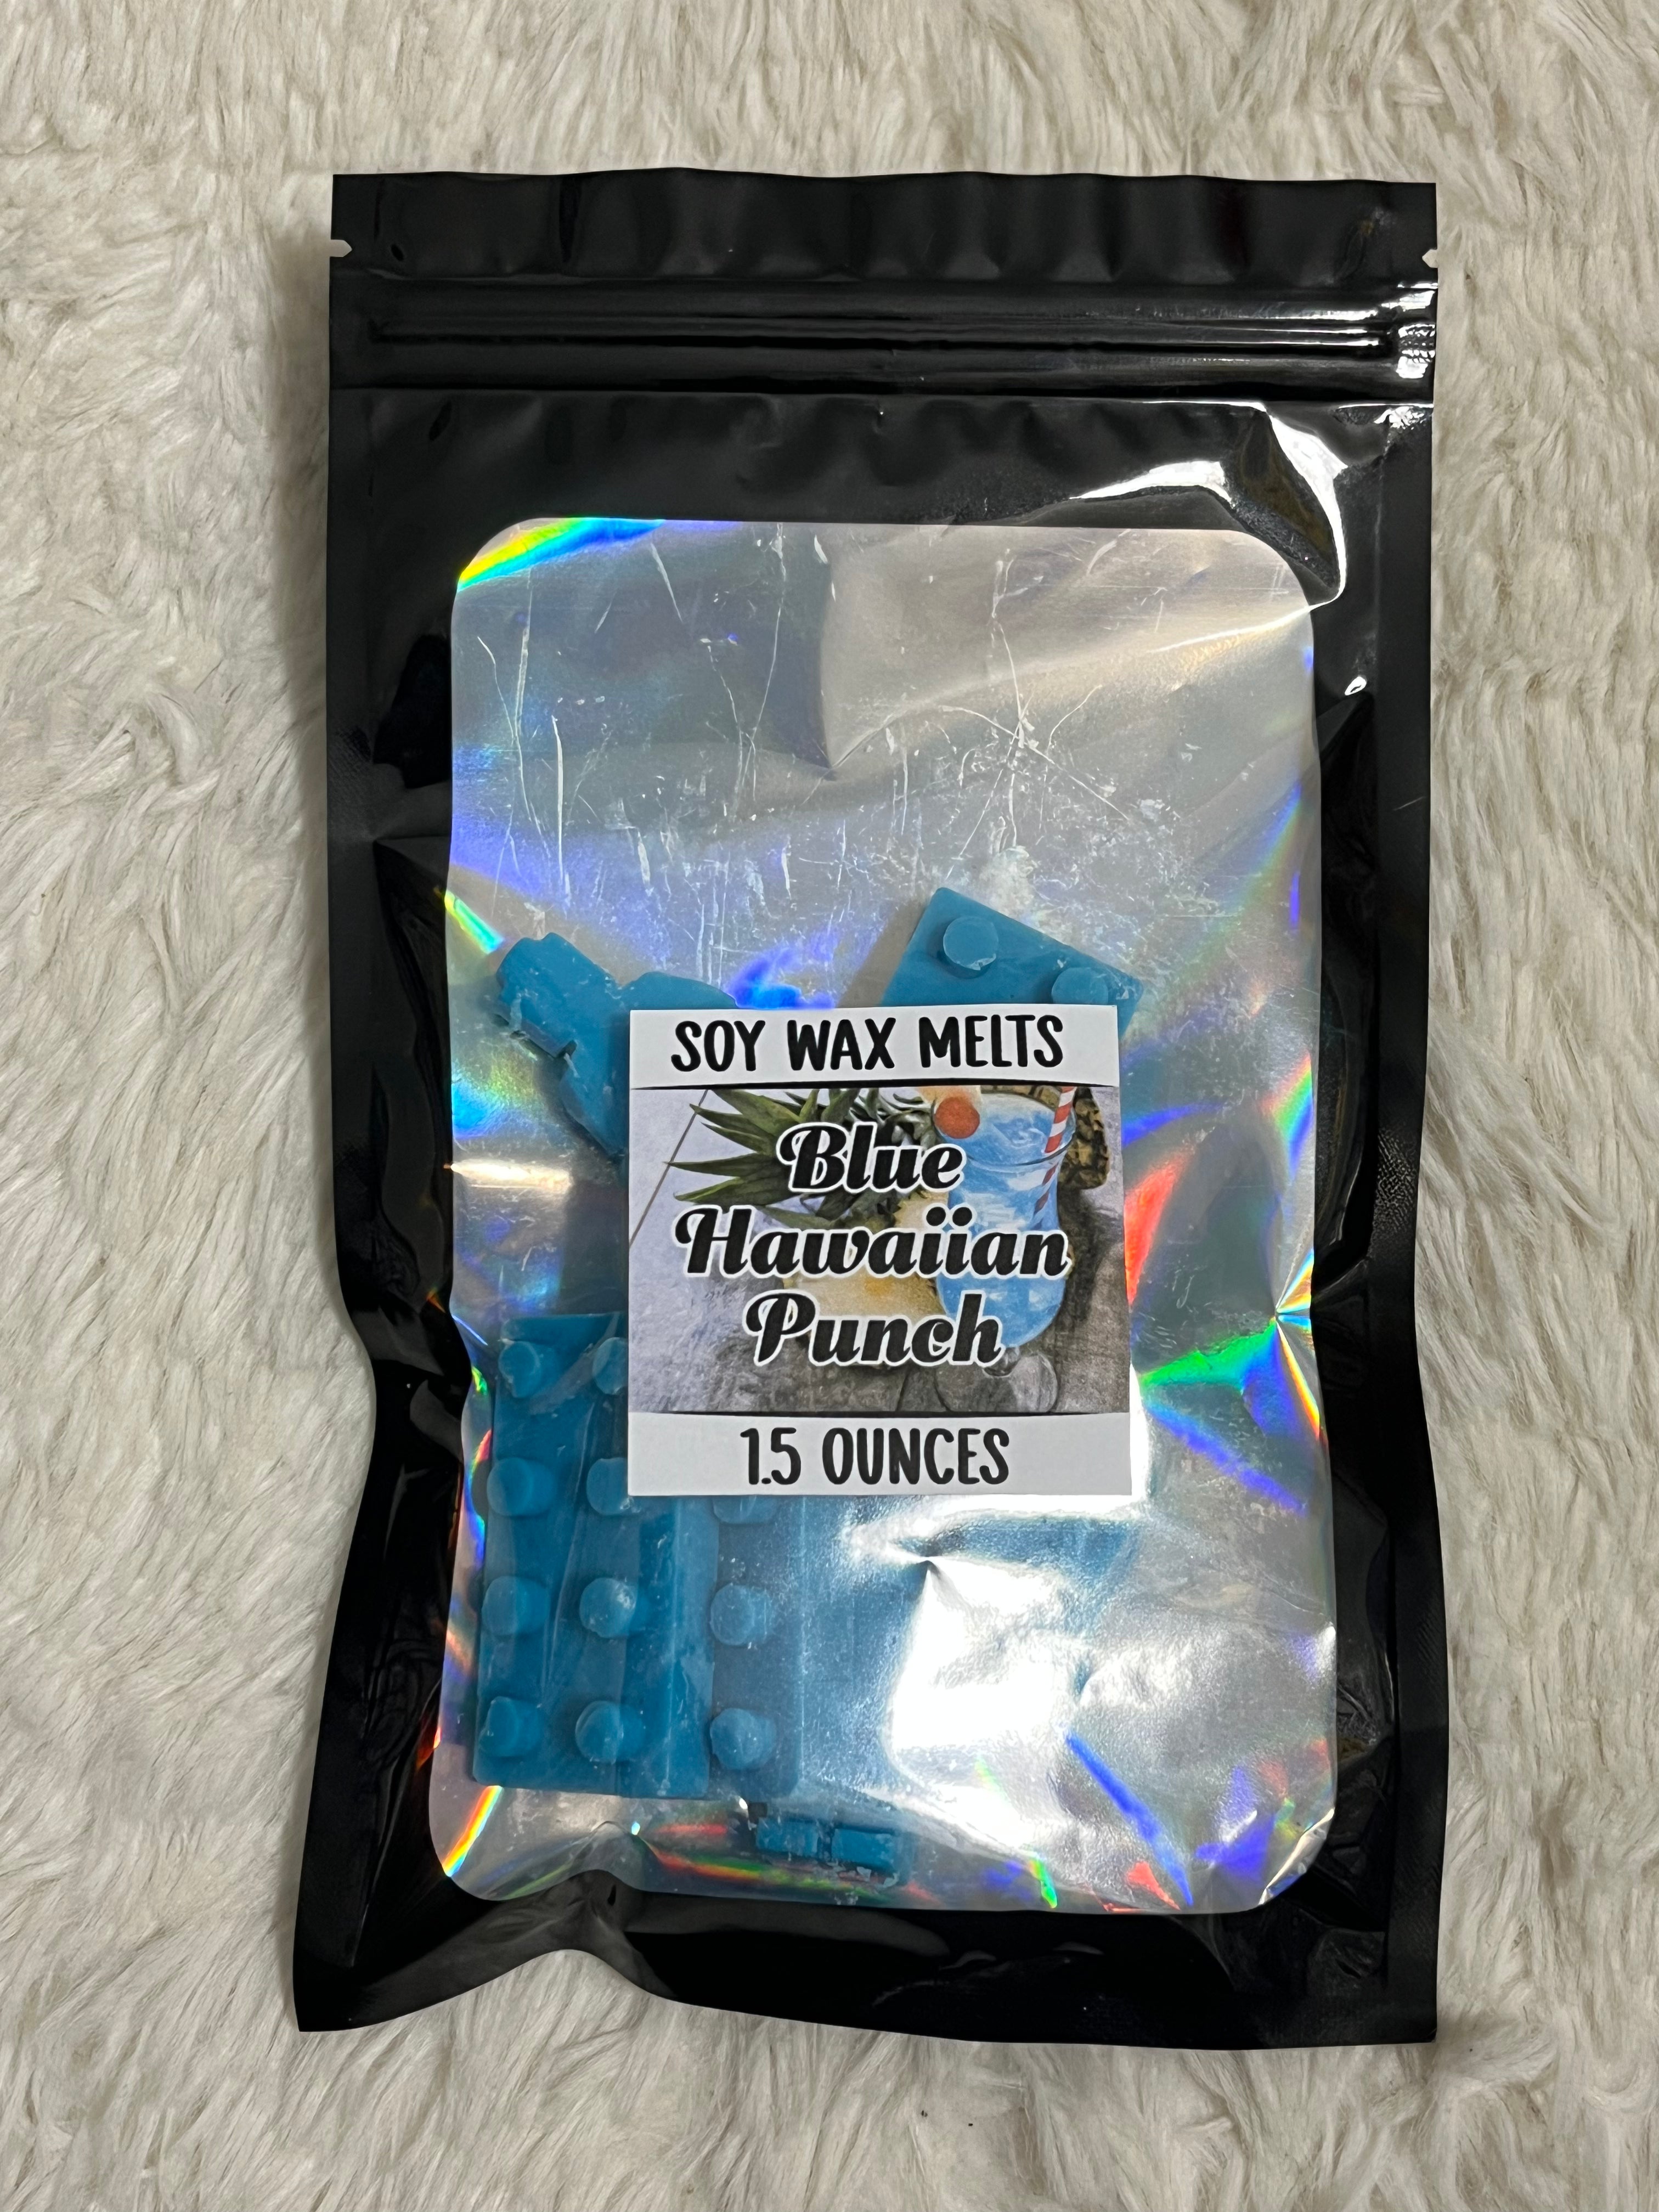 SOY WAX MELTS
Blue
Hawaiian
Punch
1.5 OUNCES